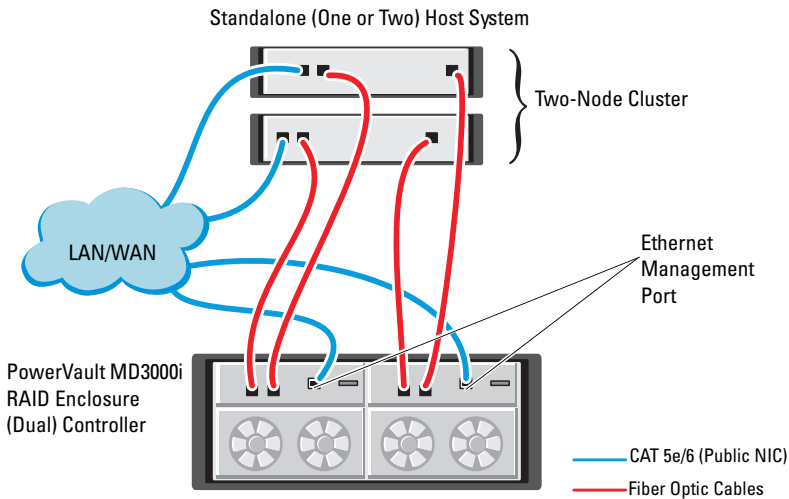 Standalone (One or Two) Host System
Two-Node Cluster
LAN/WAN
Ethernet
Management
Port
PowerVault MD3000i
RAID Enclosure
(Dual) Controller
CAT 5e/6 (Public NIC)
Fiber Optic Cables